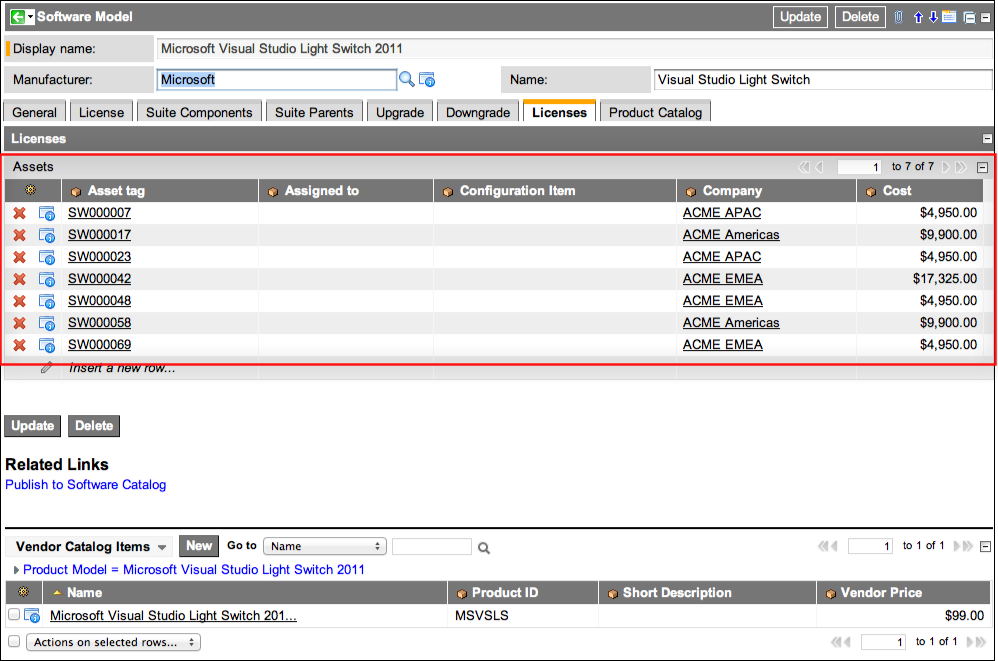 Software Model Update Delete
Display name: Microsoft Visual Studio Light Switch 2011
Manufacturer: Microsoft Name: Visual Studio Light Switch
General License Suite Components Suite Parents Upgrade Downgrade Licenses Product Catalog
Licenses
Assets 1 to 7 of 7
Asset tag Assigned to Configuration Item Company Cost
SW000007 ACME APAC $4,950.00
SW000017 ACME Americas $9,900.00
SW000023 ACME APAC $4,950.00
SW000042 ACME EMEA $17,325.00
SW000048 ACME EMEA $4,950.00
SW000058 ACME Americas $9,900.00
SW000069 ACME EMEA $4,950.00
Insert a new row...
Update Delete
Related Links
Publish to Software Catalog
Vendor Catalog Items New Go to Name 1 to 1 of 1
Product Model = Microsoft Visual Studio Light Switch 2011
Name Product ID Short Description Vendor Price
Microsoft Visual Studio Light Switch 201... MSVSLS $99.00
Actions on selected rows... 1 to 1 of 1